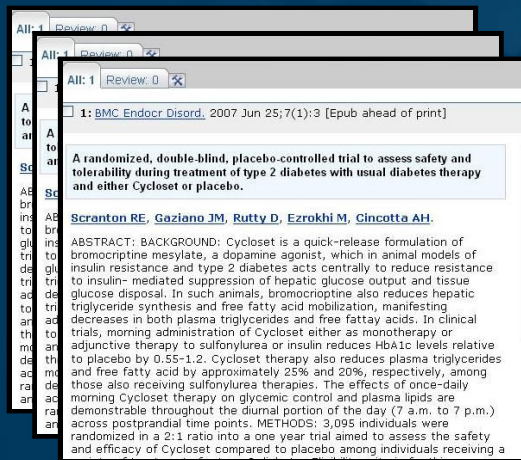 All: 1 Review: 0
All: 1 Review: 0
All: 1 Review: 0
1: BMC Endocr Disord. 2007 Jun 25;7(1):3 [Epub ahead of print]
A randomized, double-blind, placebo-controlled trial to assess safety and
tolerability during treatment of type 2 diabetes with usual diabetes therapy
and either Cycloset or placebo.
Scranton RE, Gaziano JM, Rutty D, Ezrokhi M, Cincotta AH.
ABSTRACT: BACKGROUND: Cycloset is a quick-release formulation of
bromocriptine mesylate, a dopamine agonist, which in animal models of
insulin resistance and type 2 diabetes acts centrally to reduce resistance
to insulin- mediated suppression of hepatic glucose output and tissue
glucose disposal. In such animals, bromocrioptine also reduces hepatic
triglyceride synthesis and free fatty acid mobilization, manifesting
decreases in both plasma triglycerides and free fattay acids. In clinical
trials, morning administration of Cycloset either as monotherapy or
adjunctive therapy to sulfonylurea or insulin reduces HbA1c levels relative
to placebo by 0.55-1.2. Cycloset therapy also reduces plasma triglycerides
and free fatty acid by approximately 25% and 20%, respectively, among
those also receiving sulfonylurea therapies. The effects of once-daily
morning Cycloset therapy on glycemic control and plasma lipids are
demonstrable throughout the diurnal portion of the day (7 a.m. to 7 p.m.)
across postprandial time points. METHODS: 3,095 individuals were
randomized in a 2:1 ratio into a one year trial aimed to assess the safety
and efficacy of Cycloset compared to placebo among individuals receiving a